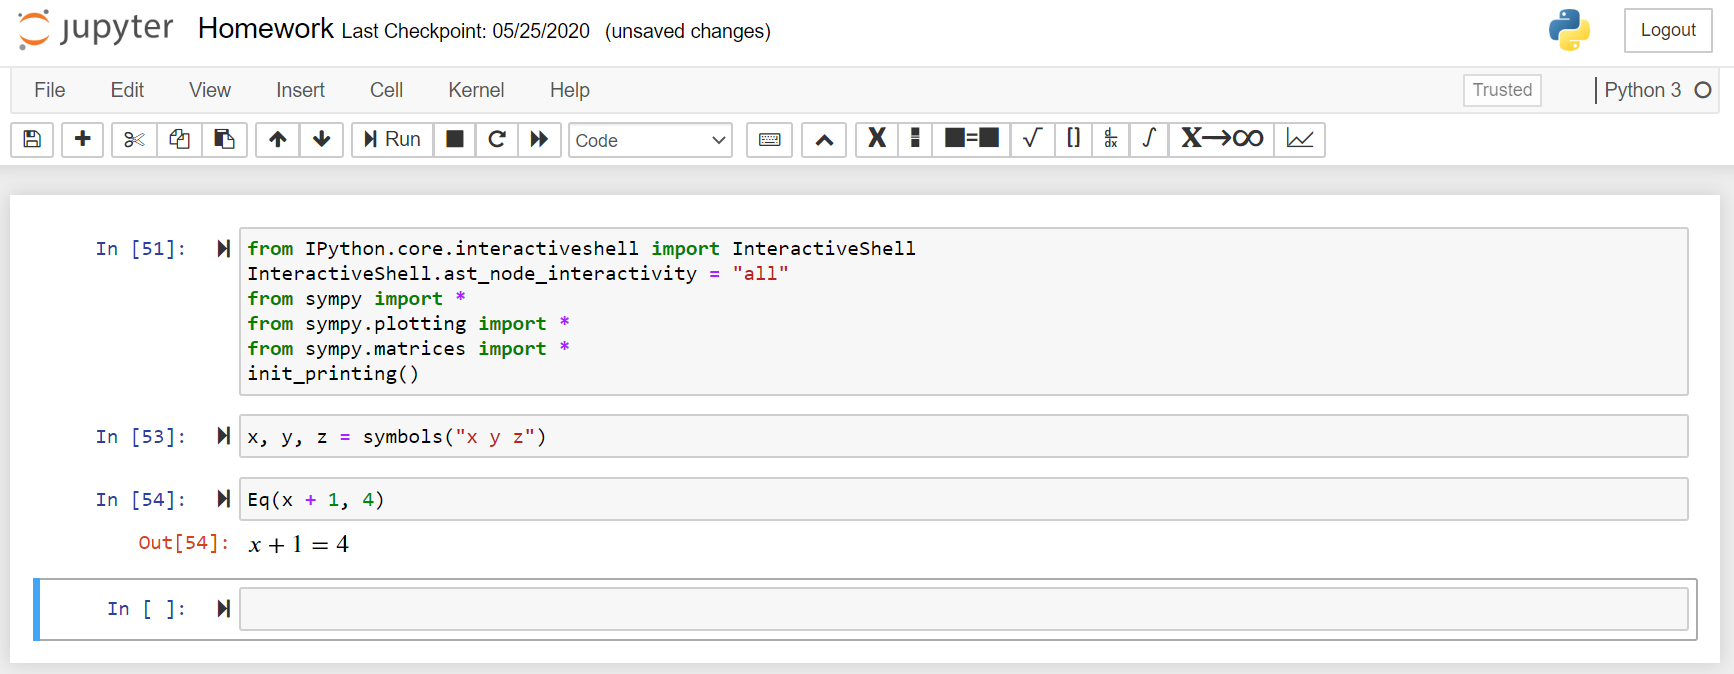 jupyter Homework Last Checkpoint: 05/25/2020 (unsaved changes) Logout
File Edit View Insert Cell Kernel Help Trusted Python 3
Run Code X ■=■ √ [] d/dx ∫ X→∞
In [51]: from IPython.core.interactiveshell import InteractiveShell
InteractiveShell.ast_node_interactivity = "all"
from sympy import *
from sympy.plotting import *
from sympy.matrices import *
init_printing()
In [53]: x, y, z = symbols("x y z")
In [54]: Eq(x + 1, 4)
Out[54]: x + 1 = 4
In [ ]: